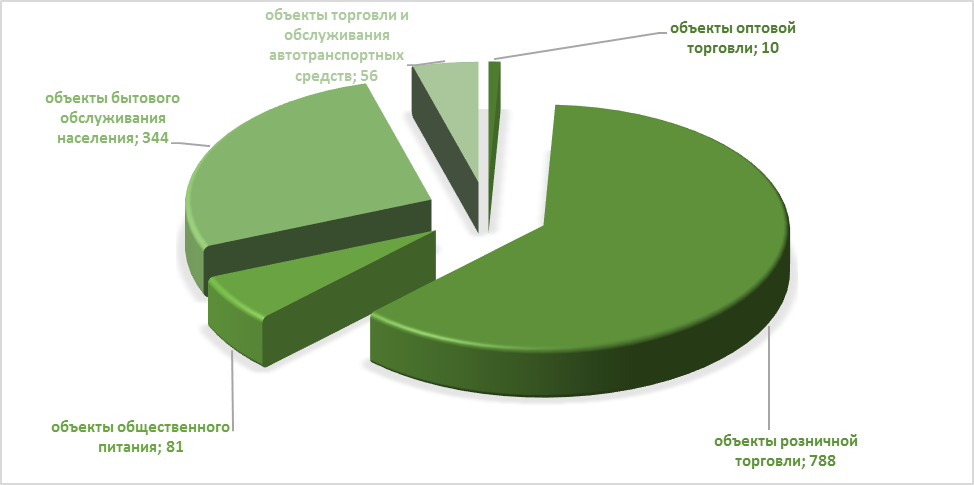 объекты торговли и
обслуживания
автотранспортных
средств; 56
объекты оптовой
торговли; 10
объекты бытового
обслуживания
населения; 344
объекты общественного
питания; 81
объекты розничной
торговли; 788